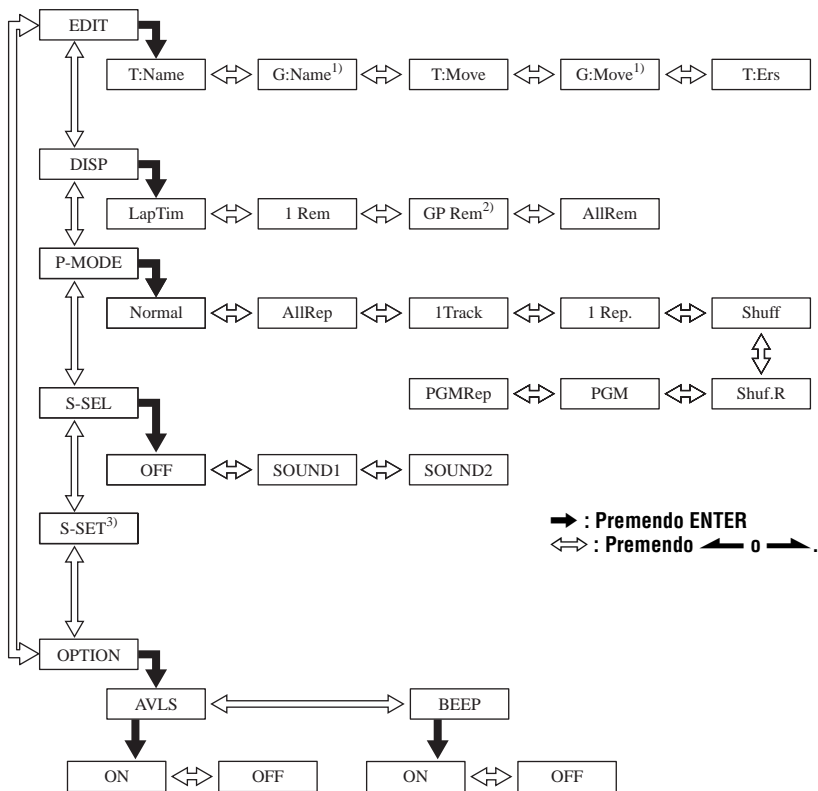 EDIT
T:Name G:Name1) T:Move G:Move1) T:Ers
DISP
LapTim 1 Rem GP Rem2) AllRem
P-MODE
Normal AllRep 1Track 1 Rep. Shuff
PGMRep PGM Shuf.R
S-SEL
OFF SOUND1 SOUND2
S-SET3)
: Premendo ENTER
: Premendo o .
OPTION
AVLS BEEP
ON OFF ON OFF